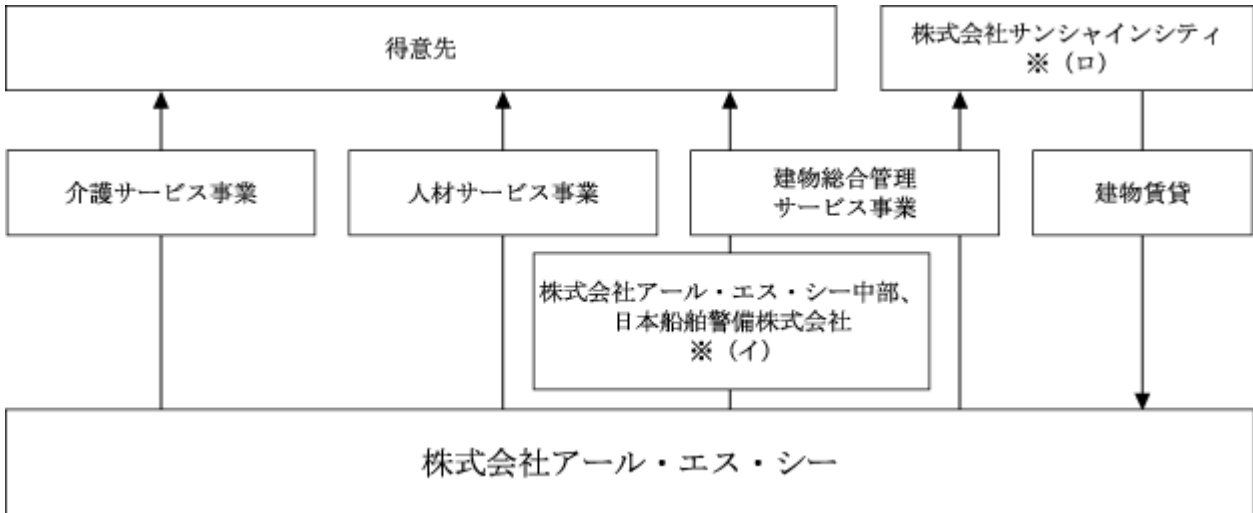 得意先
株式会社サンシャインシティ
※（ロ）
介護サービス事業
人材サービス事業
建物総合管理
サービス事業
建物賃貸
株式会社アール・エス・シー中部、
日本船舶警備株式会社
※（イ）
株式会社アール・エス・シー